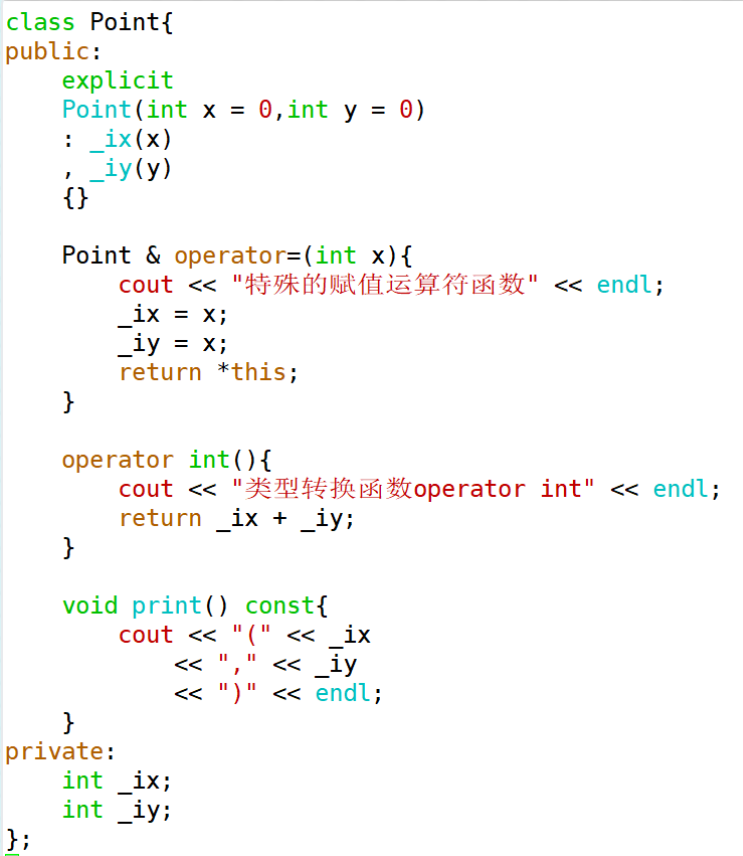 class Point{
public:
    explicit
    Point(int x = 0,int y = 0)
    : _ix(x)
    , _iy(y)
    {}

    Point & operator=(int x){
        cout << "特殊的赋值运算符函数" << endl;
        _ix = x;
        _iy = x;
        return *this;
    }

    operator int(){
        cout << "类型转换函数operator int" << endl;
        return _ix + _iy;
    }

    void print() const{
        cout << "(" << _ix
            << "," << _iy
            << ")" << endl;
    }
private:
    int _ix;
    int _iy;
};